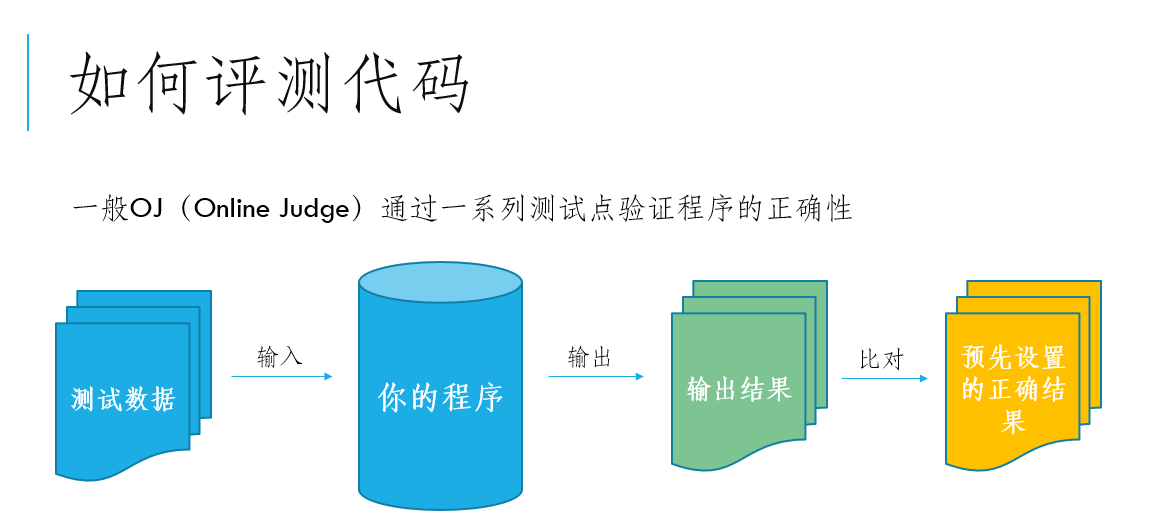 如何评测代码
一般OJ（Online Judge）通过一系列测试点验证程序的正确性
测试数据
输入
你的程序
输出
输出结果
比对
预先设置
的正确结
果